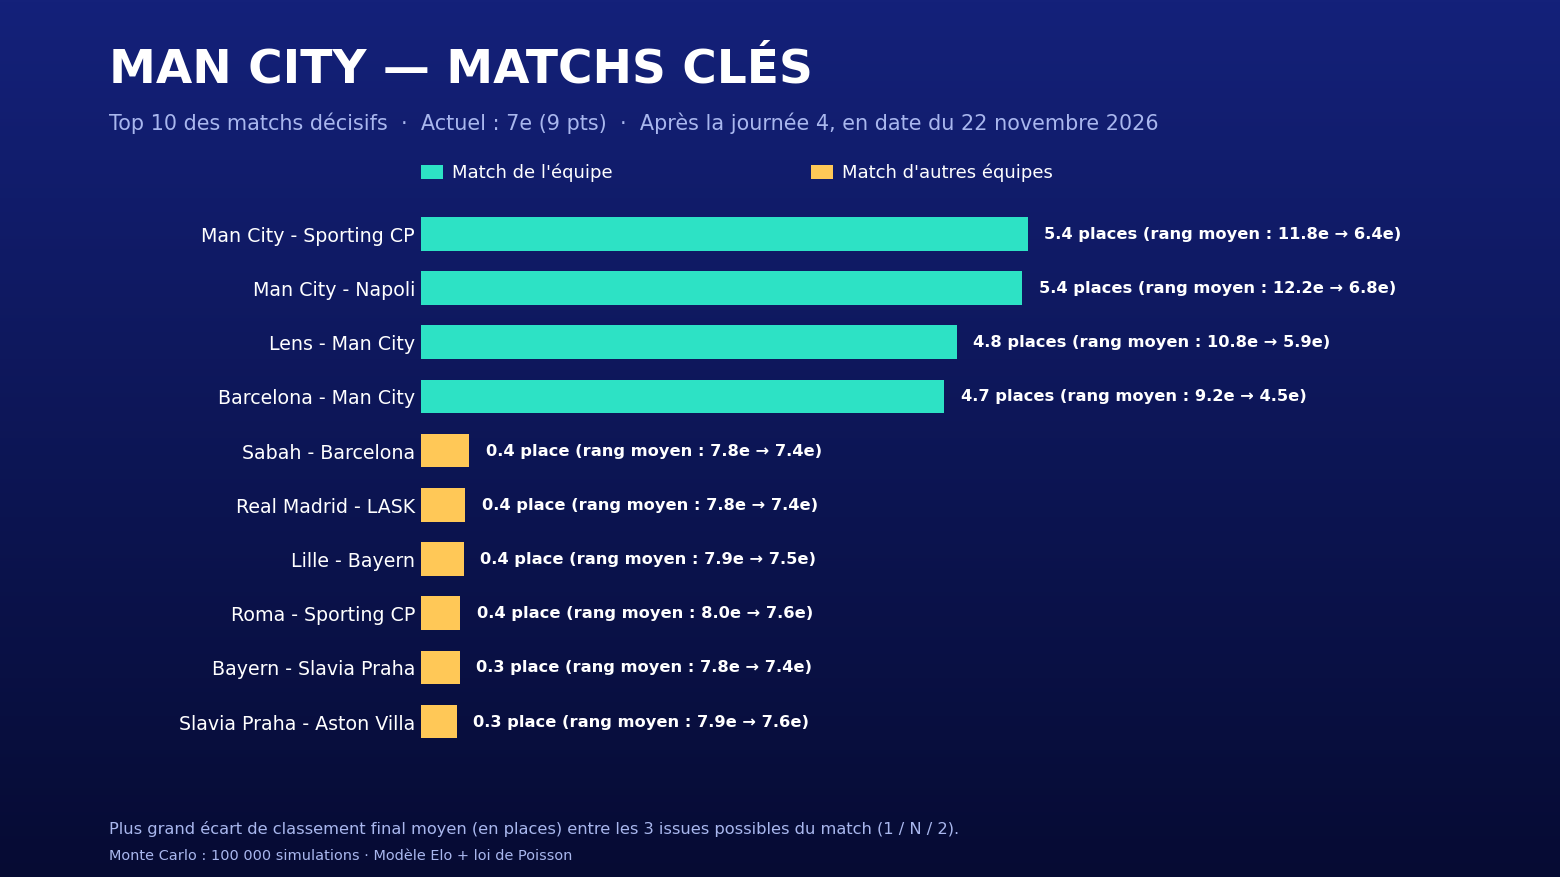 MAN CITY — MATCHS CLÉS
Top 10 des matchs décisifs · Actuel : 7e (9 pts) · Après la journée 4, en date du 22 novembre 2026
Match de l'équipe
Match d'autres équipes
Man City - Sporting CP 5.4 places (rang moyen : 11.8e → 6.4e)
Man City - Napoli 5.4 places (rang moyen : 12.2e → 6.8e)
Lens - Man City 4.8 places (rang moyen : 10.8e → 5.9e)
Barcelona - Man City 4.7 places (rang moyen : 9.2e → 4.5e)
Sabah - Barcelona 0.4 place (rang moyen : 7.8e → 7.4e)
Real Madrid - LASK 0.4 place (rang moyen : 7.8e → 7.4e)
Lille - Bayern 0.4 place (rang moyen : 7.9e → 7.5e)
Roma - Sporting CP 0.4 place (rang moyen : 8.0e → 7.6e)
Bayern - Slavia Praha 0.3 place (rang moyen : 7.8e → 7.4e)
Slavia Praha - Aston Villa 0.3 place (rang moyen : 7.9e → 7.6e)
Plus grand écart de classement final moyen (en places) entre les 3 issues possibles du match (1 / N / 2).
Monte Carlo : 100 000 simulations · Modèle Elo + loi de Poisson